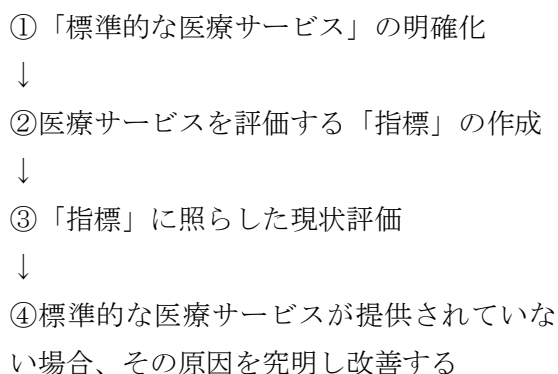 ①「標準的な医療サービス」の明確化
↓
②医療サービスを評価する「指標」の作成
↓
③「指標」に照らした現状評価
↓
④標準的な医療サービスが提供されていな
い場合、その原因を究明し改善する